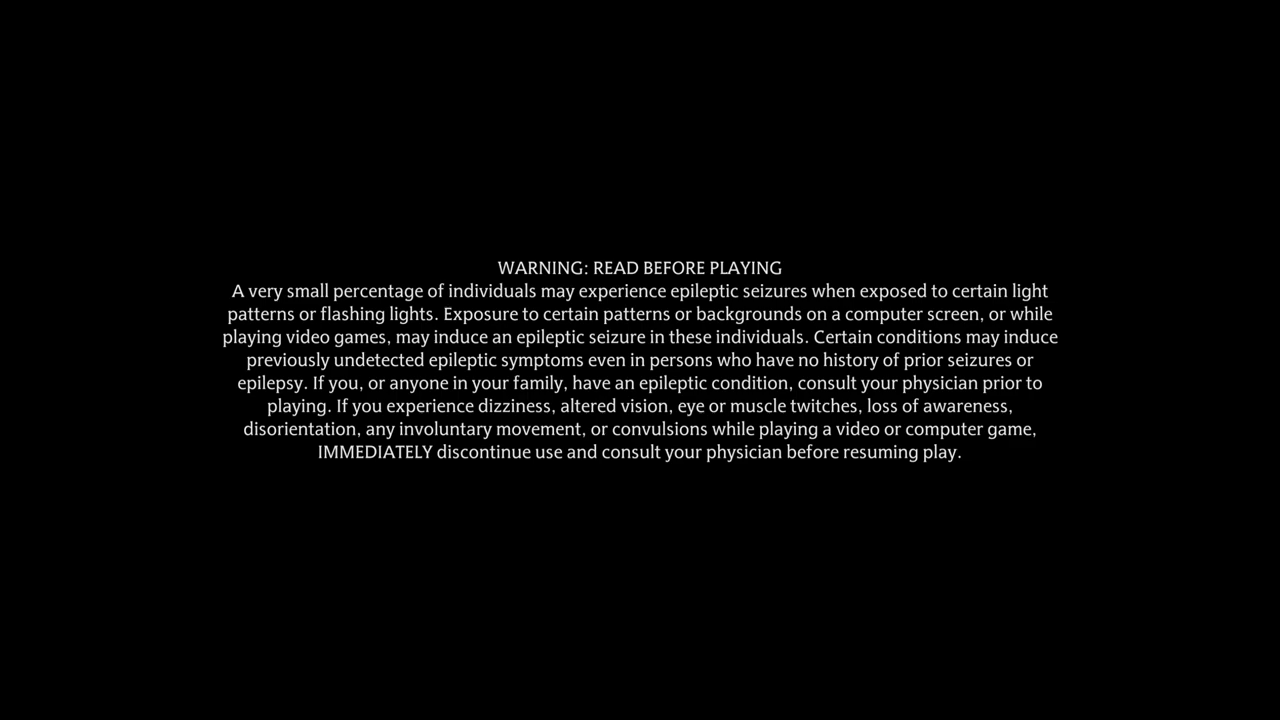 WARNING: READ BEFORE PLAYING
A very small percentage of individuals may experience epileptic seizures when exposed to certain light
patterns or flashing lights. Exposure to certain patterns or backgrounds on a computer screen, or while
playing video games, may induce an epileptic seizure in these individuals. Certain conditions may induce
previously undetected epileptic symptoms even in persons who have no history of prior seizures or
epilepsy. If you, or anyone in your family, have an epileptic condition, consult your physician prior to
playing. If you experience dizziness, altered vision, eye or muscle twitches, loss of awareness,
disorientation, any involuntary movement, or convulsions while playing a video or computer game,
IMMEDIATELY discontinue use and consult your physician before resuming play.